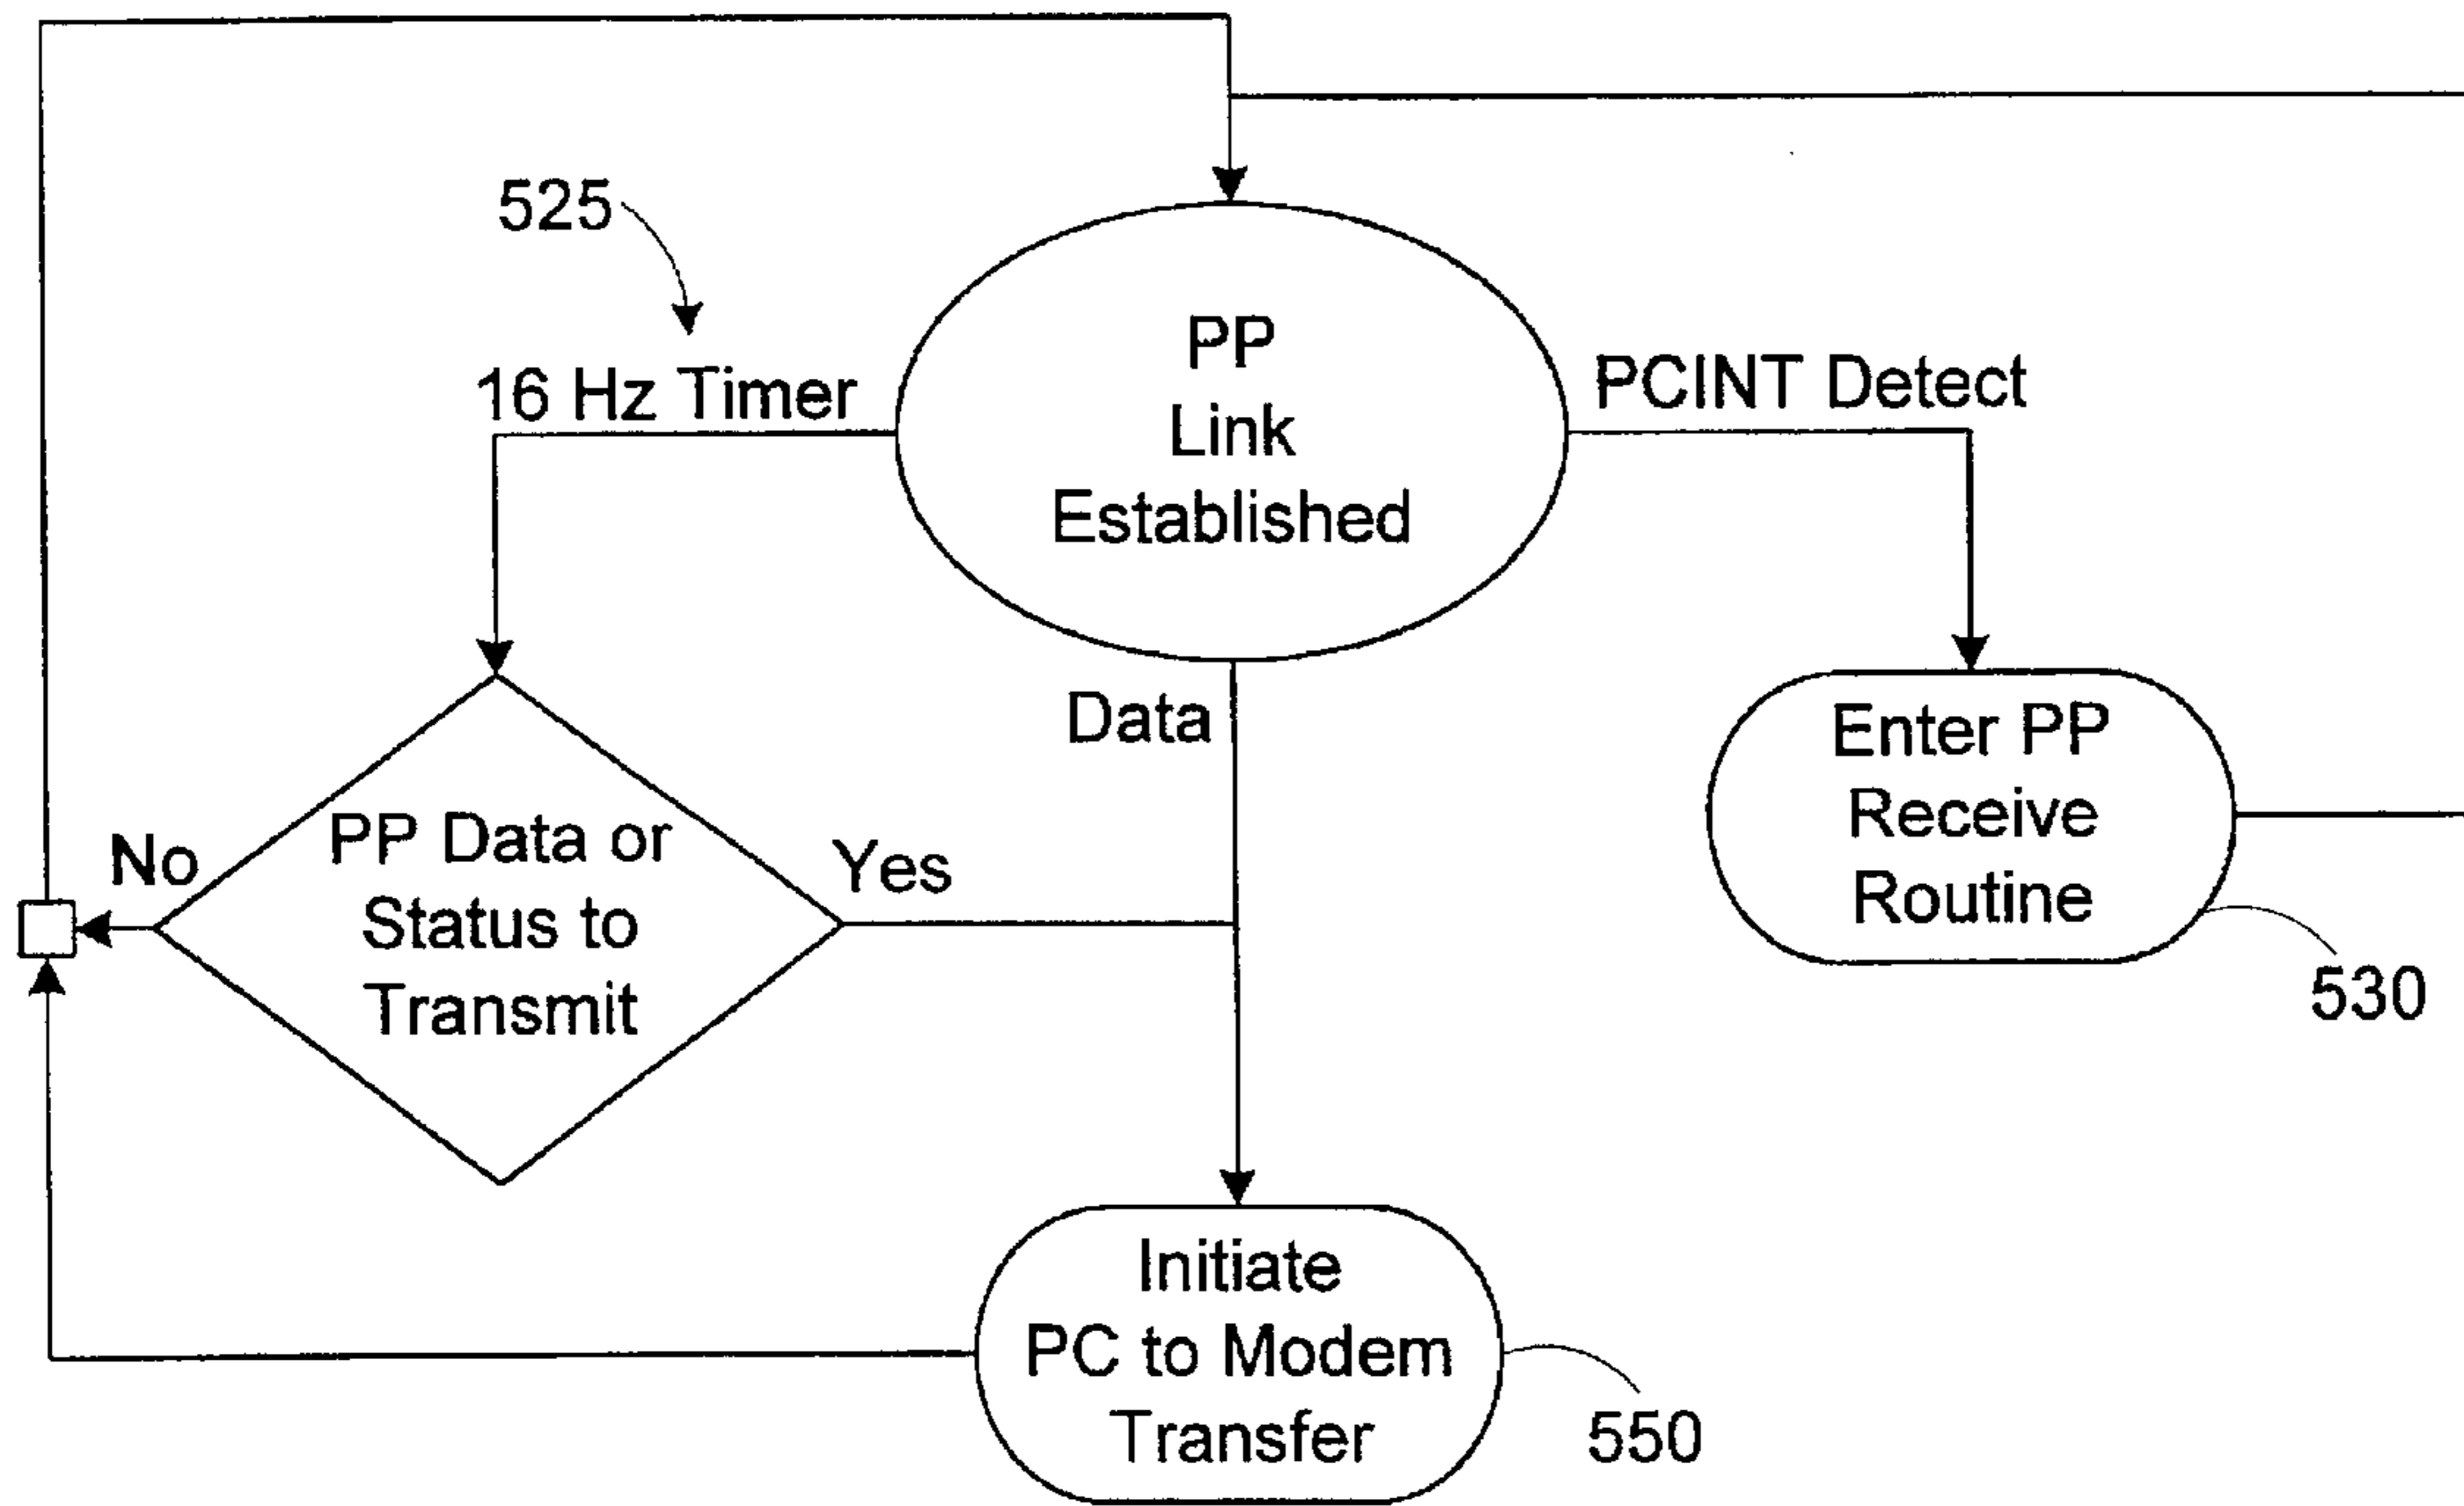 525
16 Hz Timer
PP
Link
Established
PCINT Detect
Data
Enter PP
Receive
Routine
530
No
PP Data or
Status to
Transmit
Yes
Initiate
PC to Modem
Transfer
550